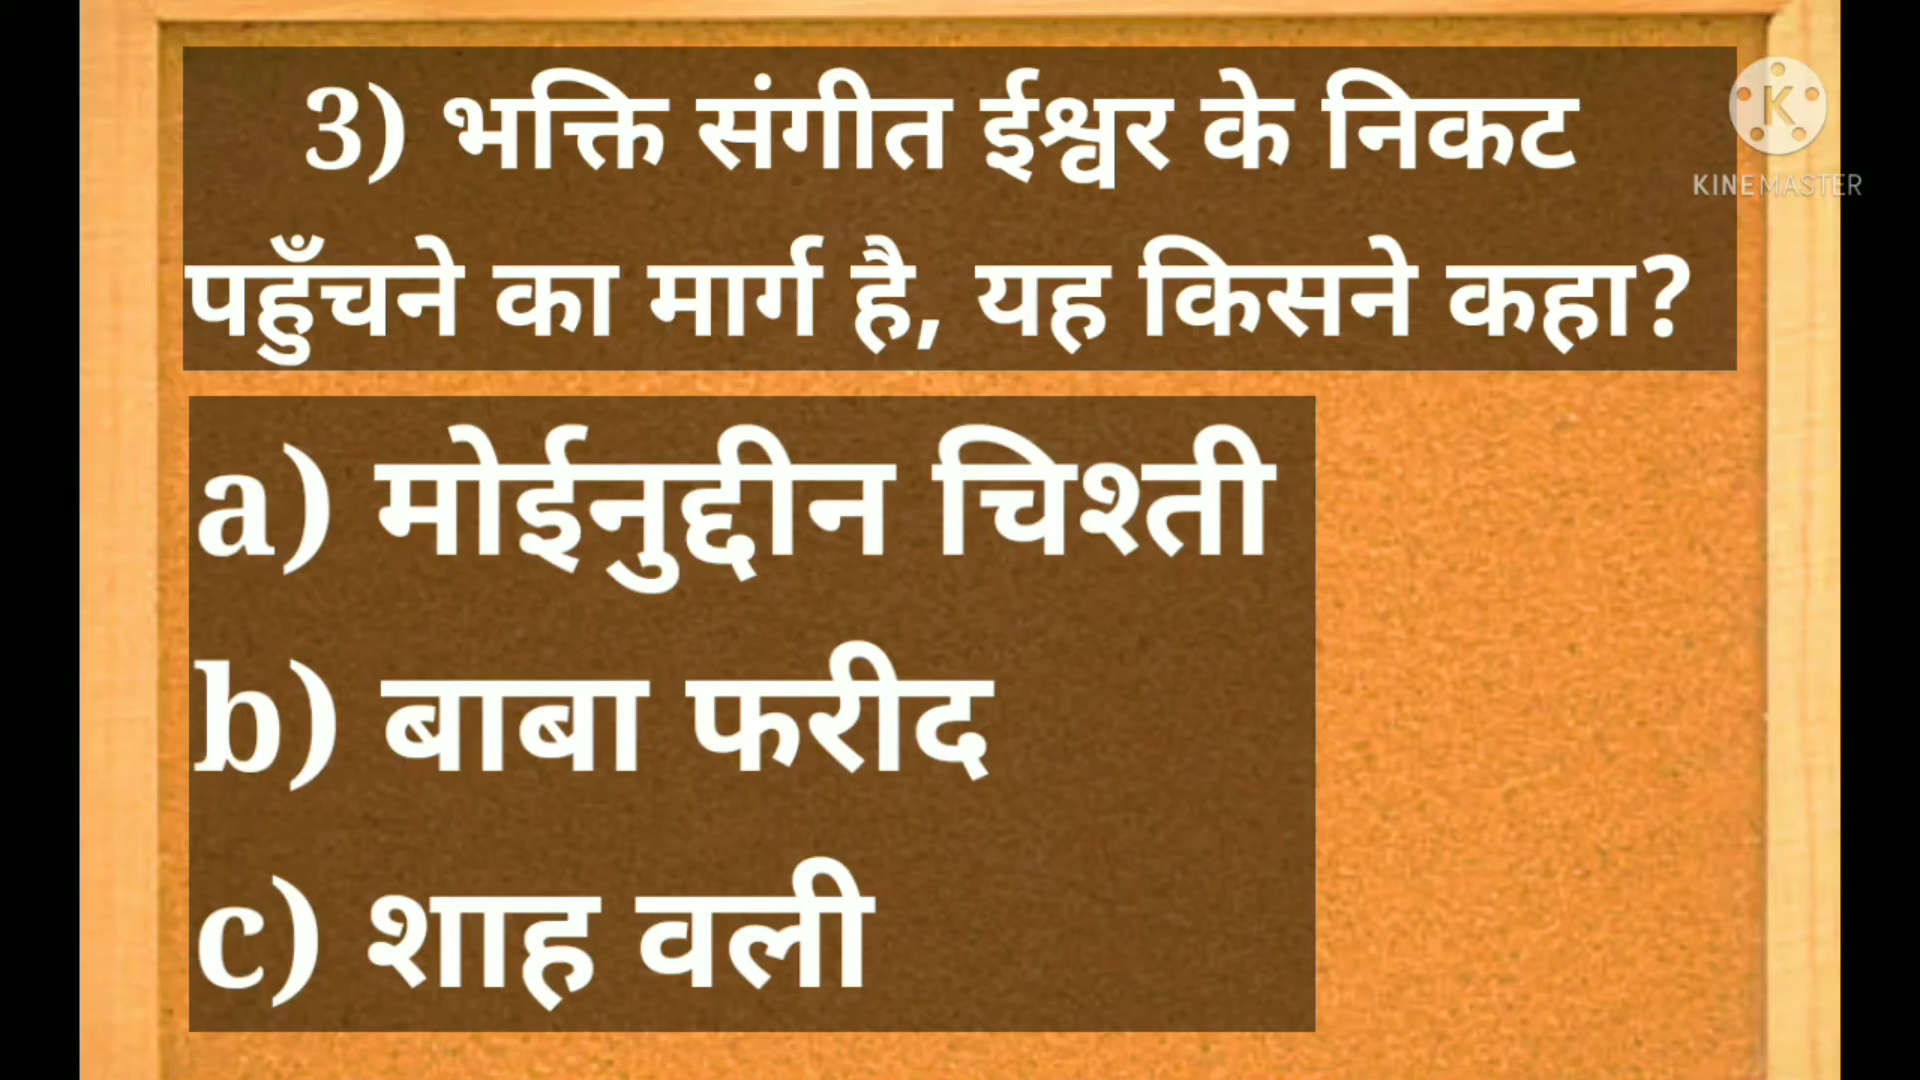 3) भक्ति संगीत ईश्वर के निकट
पहुँचने का मार्ग है, यह किसने कहा?
a) मोईनुद्दीन चिश्ती
b) बाबा फरीद
c) शाह वली
K
KINEMASTER